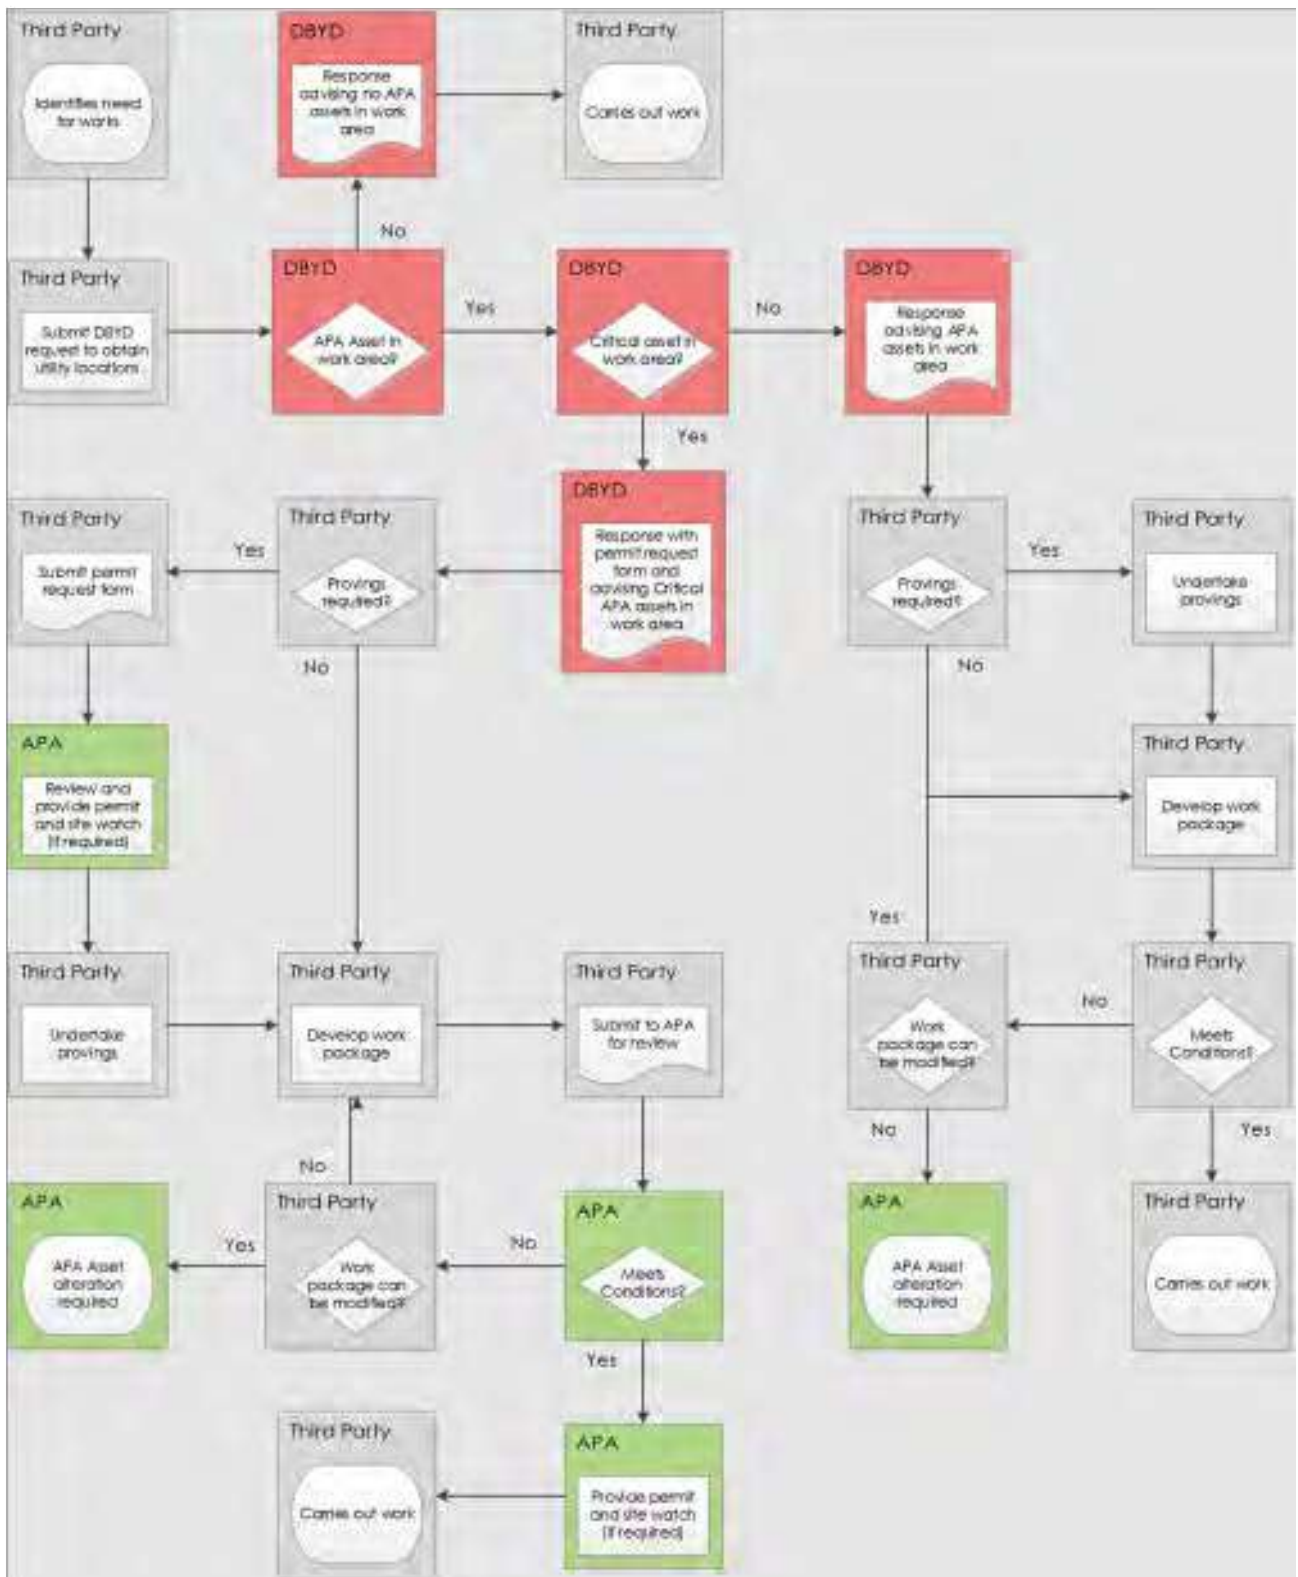 Third Party
Identifies need
for works
DBYD
Response
advising no APA
assets in work
area
Third Party
Carries out work
No
Third Party
Submit DBYD
request to obtain
utility locations
DBYD
APA Asset in
work area?
Yes
DBYD
Critical asset in
work area?
No
DBYD
Response
advising APA
assets in work
area
Yes
Third Party
Submit permit
request form
Yes
Third Party
Provings
required?
DBYD
Response with
permit request
form and
advising Critical
APA assets in
work area
Third Party
Provings
required?
Yes
Third Party
Undertake
provings
No
No
APA
Review and
provide permit
and site watch
(if required)
Third Party
Develop work
package
Yes
Third Party
Undertake
provings
Third Party
Develop work
package
Third Party
Submit to APA
for review
Third Party
Work
package can
be modified?
No
Third Party
Meets
Conditions?
No
No
Yes
APA
APA Asset
alteration
required
Yes
Third Party
Work
package can
be modified?
No
APA
Meets
Conditions?
APA
APA Asset
alteration
required
Third Party
Carries out work
Yes
Third Party
Carries out work
APA
Provide permit
and site watch
(if required)